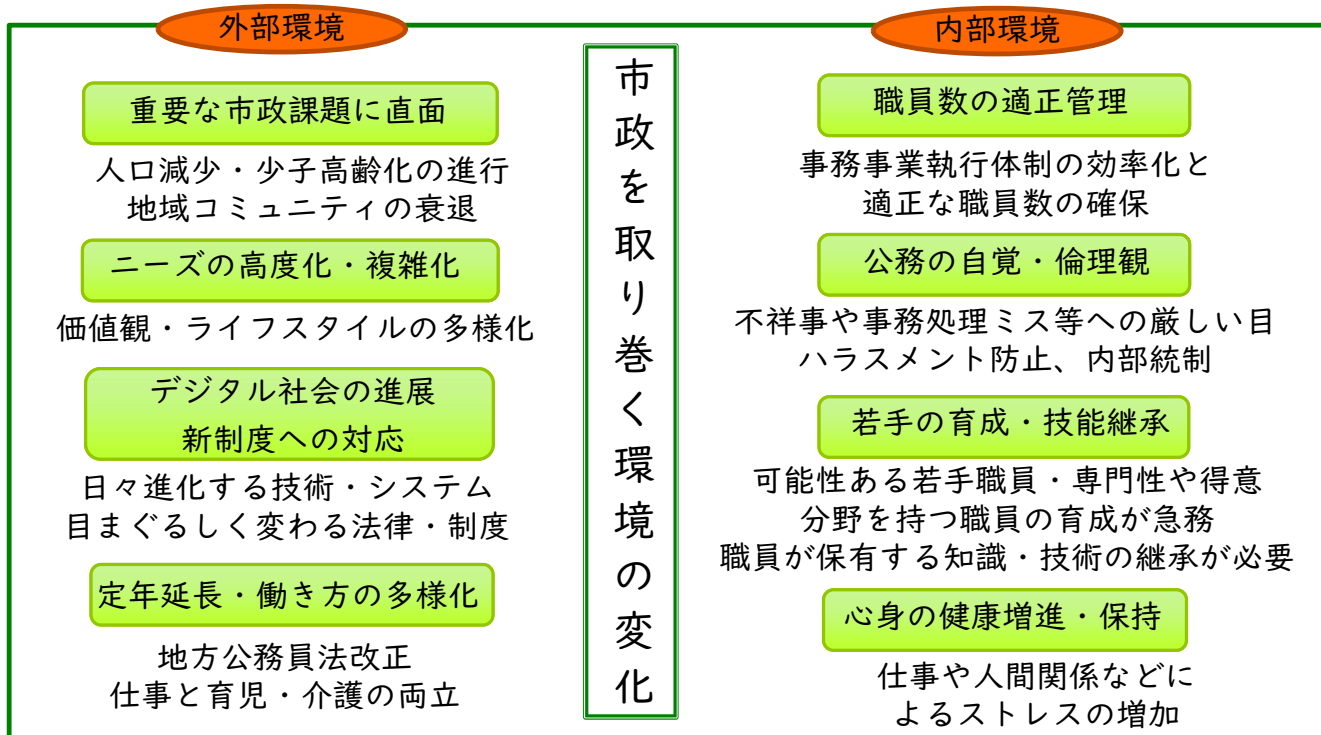 外部環境
重要な市政課題に直面
人口減少・少子高齢化の進行
地域コミュニティの衰退
ニーズの高度化・複雑化
価値観・ライフスタイルの多様化
デジタル社会の進展
新制度への対応
日々進化する技術・システム
目まぐるしく変わる法律・制度
定年延長・働き方の多様化
地方公務員法改正
仕事と育児・介護の両立
市政を取り巻く環境の変化
内部環境
職員数の適正管理
事務事業執行体制の効率化と
適正な職員数の確保
公務の自覚・倫理観
不祥事や事務処理ミス等への厳しい目
ハラスメント防止、内部統制
若手の育成・技能継承
可能性ある若手職員・専門性や得意
分野を持つ職員の育成が急務
職員が保有する知識・技術の継承が必要
心身の健康増進・保持
仕事や人間関係などに
よるストレスの増加